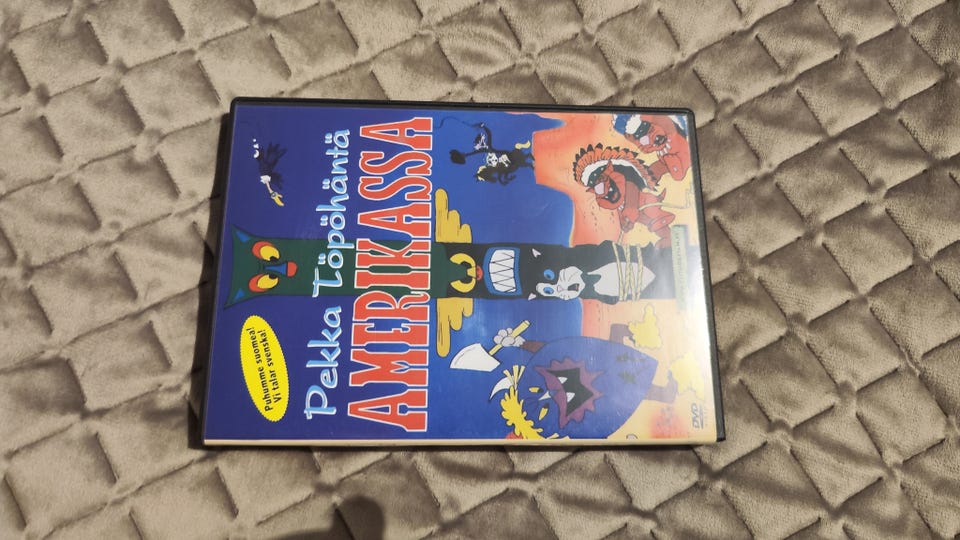 Puhumme suomea!
Vi talar svenska!
Pekka Töpöhäntä
AMERIKASSA
DVD